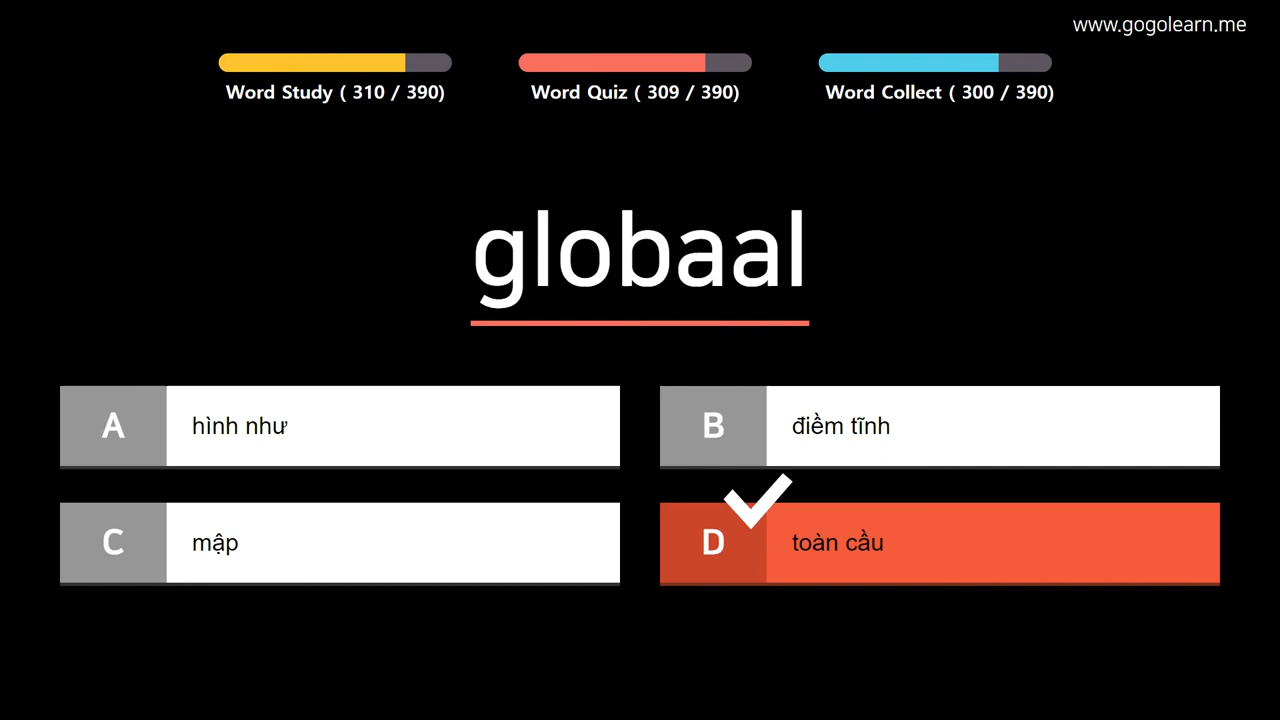 www.gogolearn.me
Word Study ( 310 / 390)
Word Quiz ( 309 / 390)
Word Collect ( 300 / 390)
globaal
A hình như
B điềm tĩnh
C mập
D toàn cầu